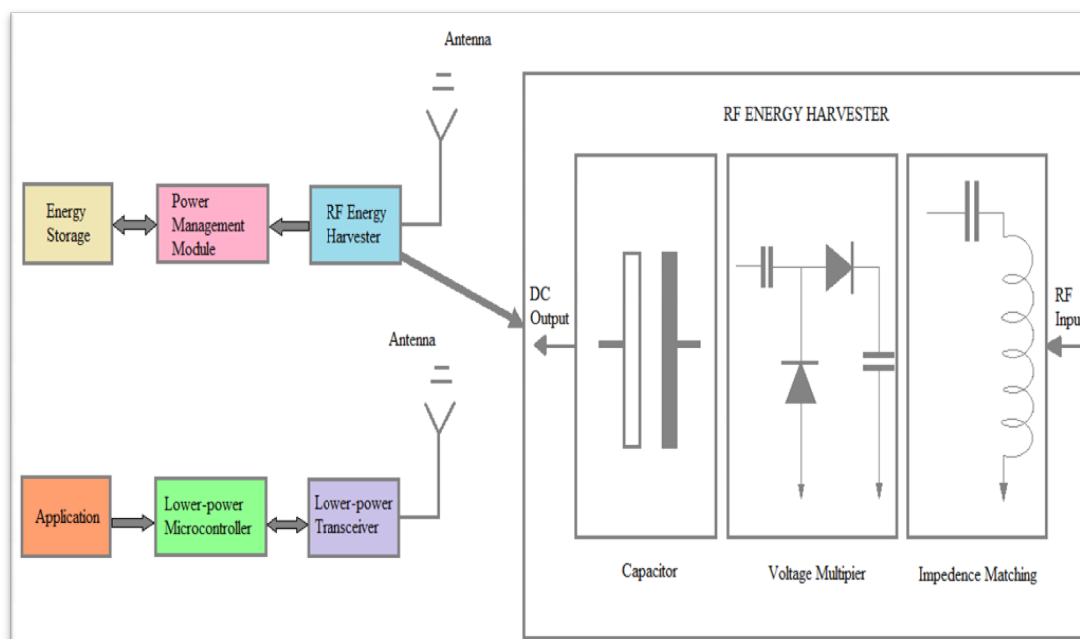 Antenna
RF ENERGY HARVESTER
Energy
Storage
Power
Management
Module
RF Energy
Harvester
DC
Output
RF
Input
Antenna
Application
Lower-power
Microcontroller
Lower-power
Transceiver
Capacitor
Voltage Multipier
Impedence Matching